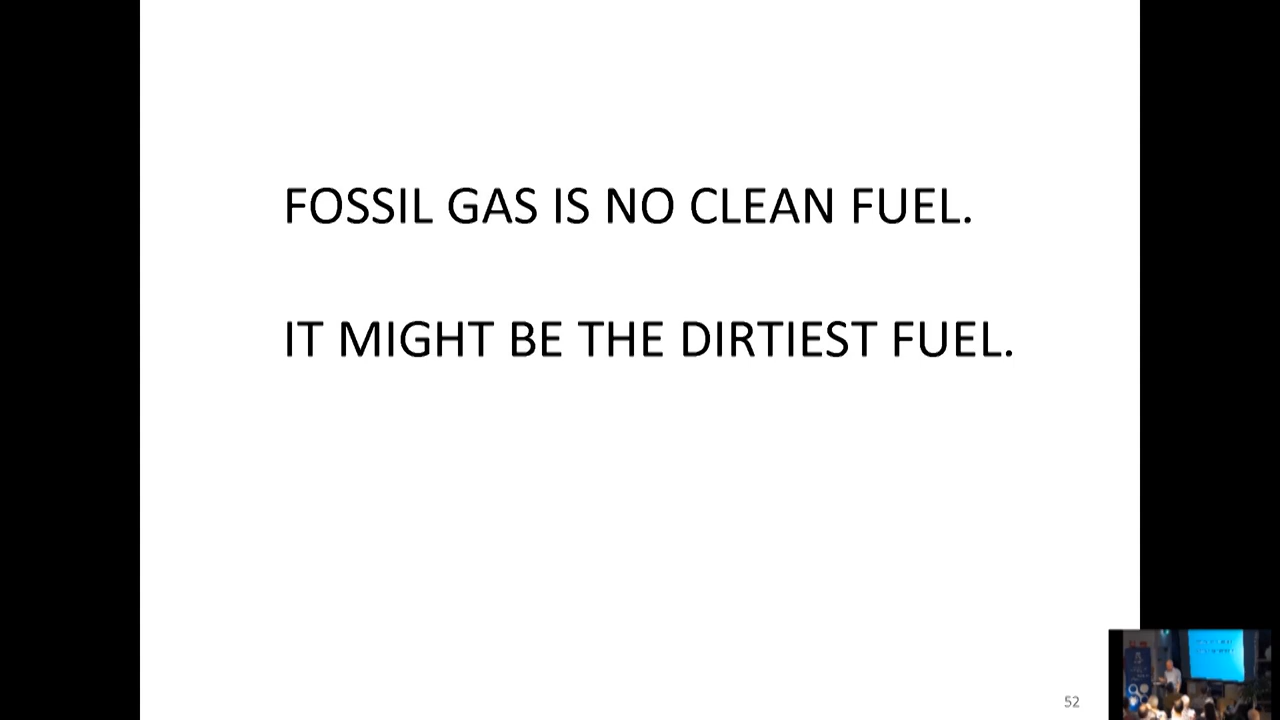 FOSSIL GAS IS NO CLEAN FUEL.
IT MIGHT BE THE DIRTIEST FUEL.
52